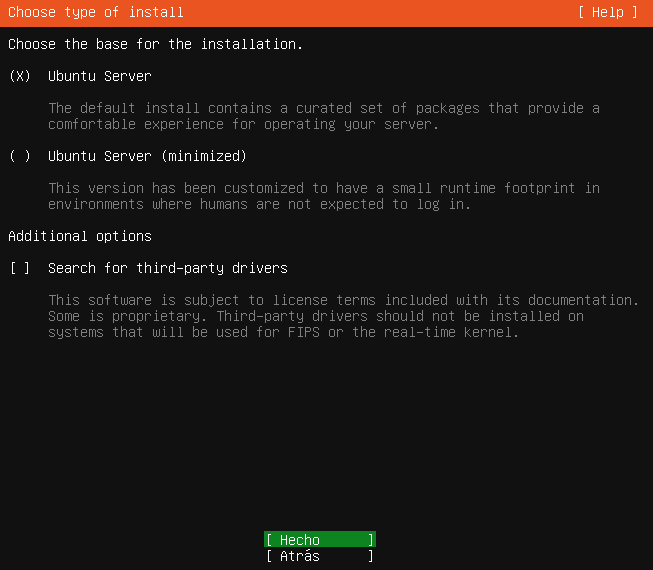 Choose type of install [ Help ]
Choose the base for the installation.
(X) Ubuntu Server
The default install contains a curated set of packages that provide a
comfortable experience for operating your server.
( ) Ubuntu Server (minimized)
This version has been customized to have a small runtime footprint in
environments where humans are not expected to log in.
Additional options
[ ] Search for third-party drivers
This software is subject to license terms included with its documentation.
Some is proprietary. Third-party drivers should not be installed on
systems that will be used for FIPS or the real-time kernel.
[ Hecho ]
[ Atrás ]